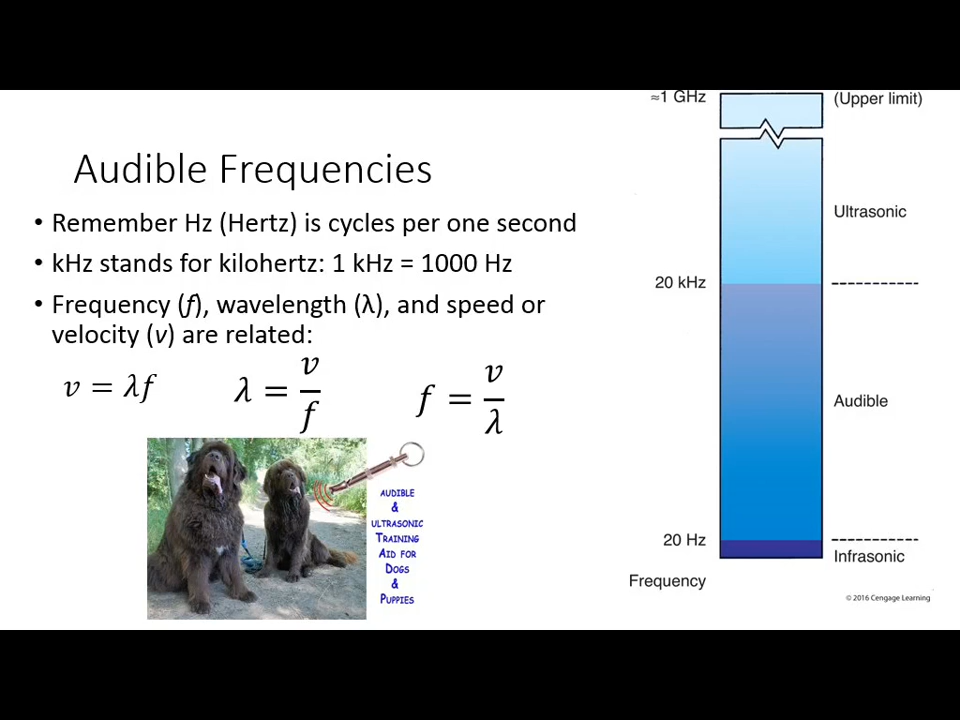 Audible Frequencies
• Remember Hz (Hertz) is cycles per one second
• kHz stands for kilohertz: 1 kHz = 1000 Hz
• Frequency (f), wavelength (λ), and speed or
velocity (v) are related:
v = λf
λ = v/f
f = v/λ
AUDIBLE
&
ULTRASONIC
TRAINING
AID FOR
DOGS
&
PUPPIES
≈1 GHz (Upper limit)
Ultrasonic
20 kHz
Audible
20 Hz
Infrasonic
Frequency
© 2016 Cengage Learning